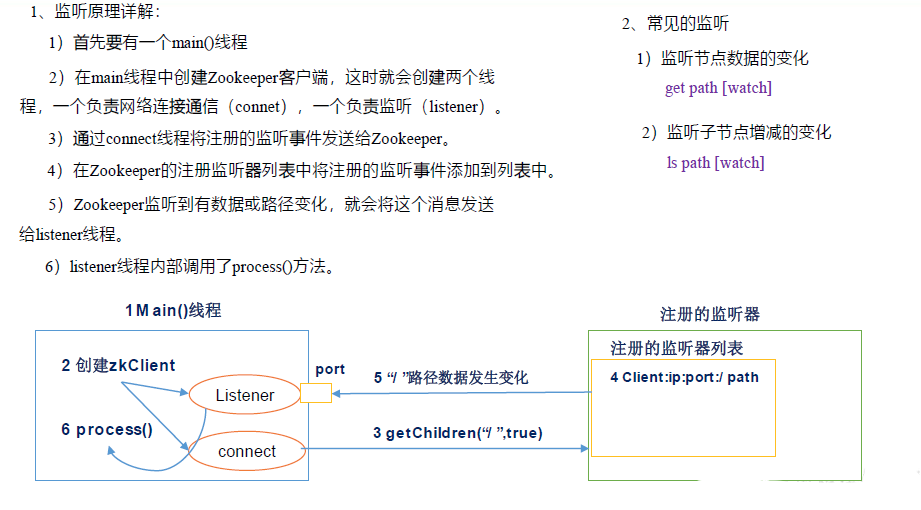 1、监听原理详解：
1）首先要有一个main()线程
2）在main线程中创建Zookeeper客户端，这时就会创建两个线
程，一个负责网络连接通信（connet），一个负责监听（listener）。
3）通过connect线程将注册的监听事件发送给Zookeeper。
4）在Zookeeper的注册监听器列表中将注册的监听事件添加到列表中。
5）Zookeeper监听到有数据或路径变化，就会将这个消息发送
给listener线程。
6）listener线程内部调用了process()方法。
2、常见的监听
1）监听节点数据的变化
get path [watch]
2）监听子节点增减的变化
ls path [watch]
1Main()线程
2 创建zkClient
Listener
6 process()
connect
port
5 “/ ”路径数据发生变化
3 getChildren(“/ ”,true)
注册的监听器
注册的监听器列表
4 Client:ip:port:/ path